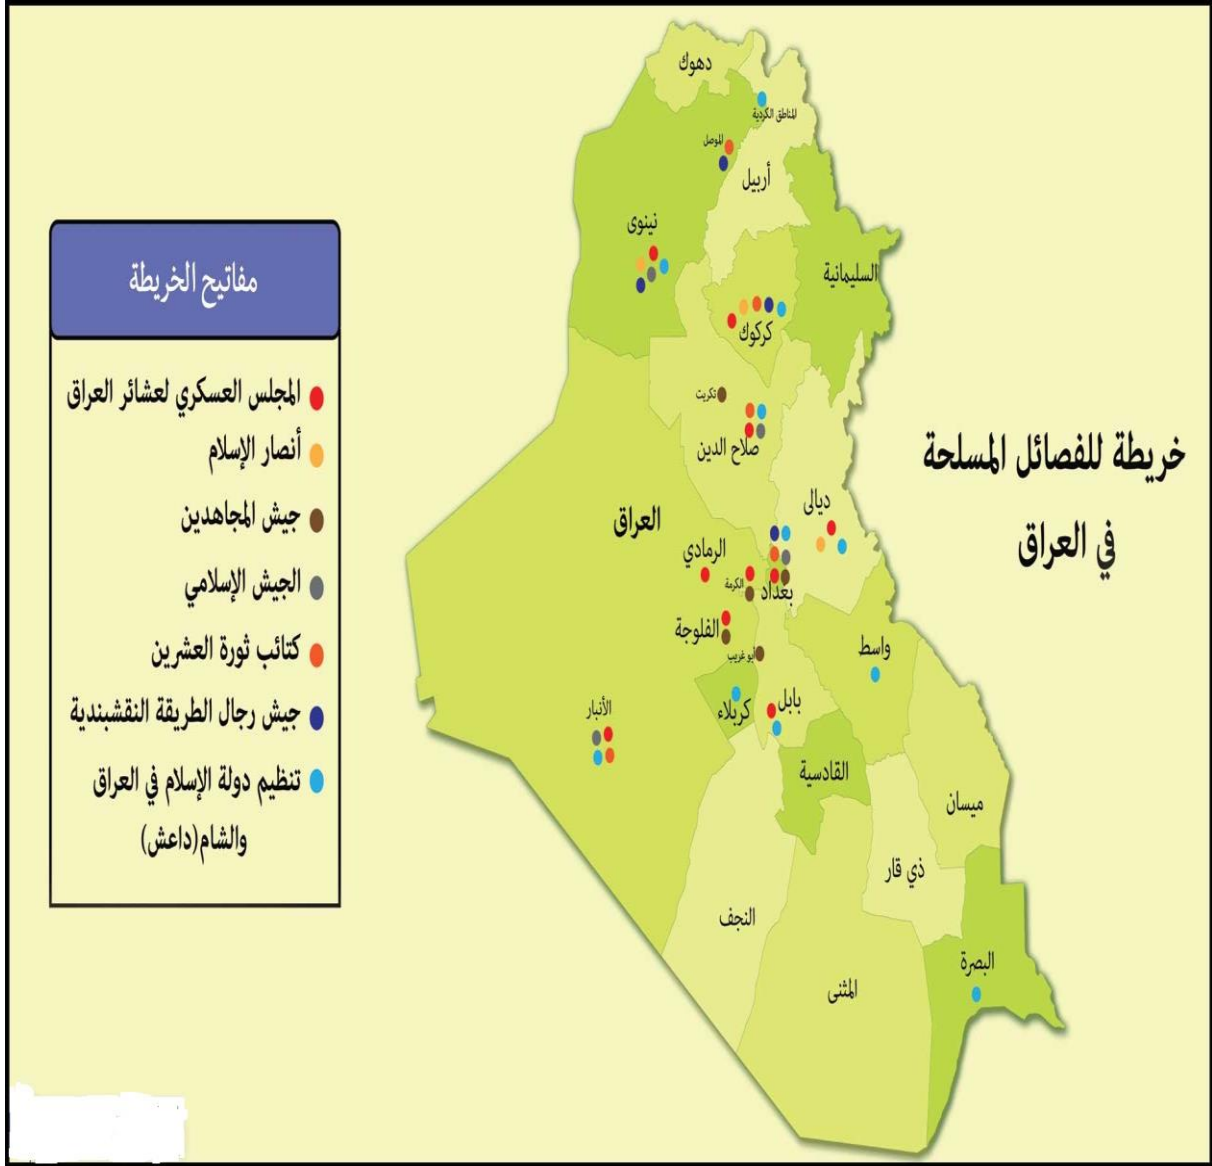 خريطة للفصائل المسلحة
في العراق
مفاتيح الخريطة
المجلس العسكري لعشائر العراق
أنصار الإسلام
جيش المجاهدين
الجيش الإسلامي
كتائب ثورة العشرين
جيش رجال الطريقة النقشبندية
تنظيم دولة الإسلام في العراق
والشام(داعش)
دهوك
المناطق الكردية
الموصل
أربيل
نينوى
السليمانية
كركوك
تكريت
صلاح الدين
ديالى
العراق
الرمادي
الكرمة
بغداد
الفلوجة
أبو غريب
واسط
كربلاء
بابل
الأنبار
القادسية
ميسان
ذي قار
النجف
البصرة
المثنى